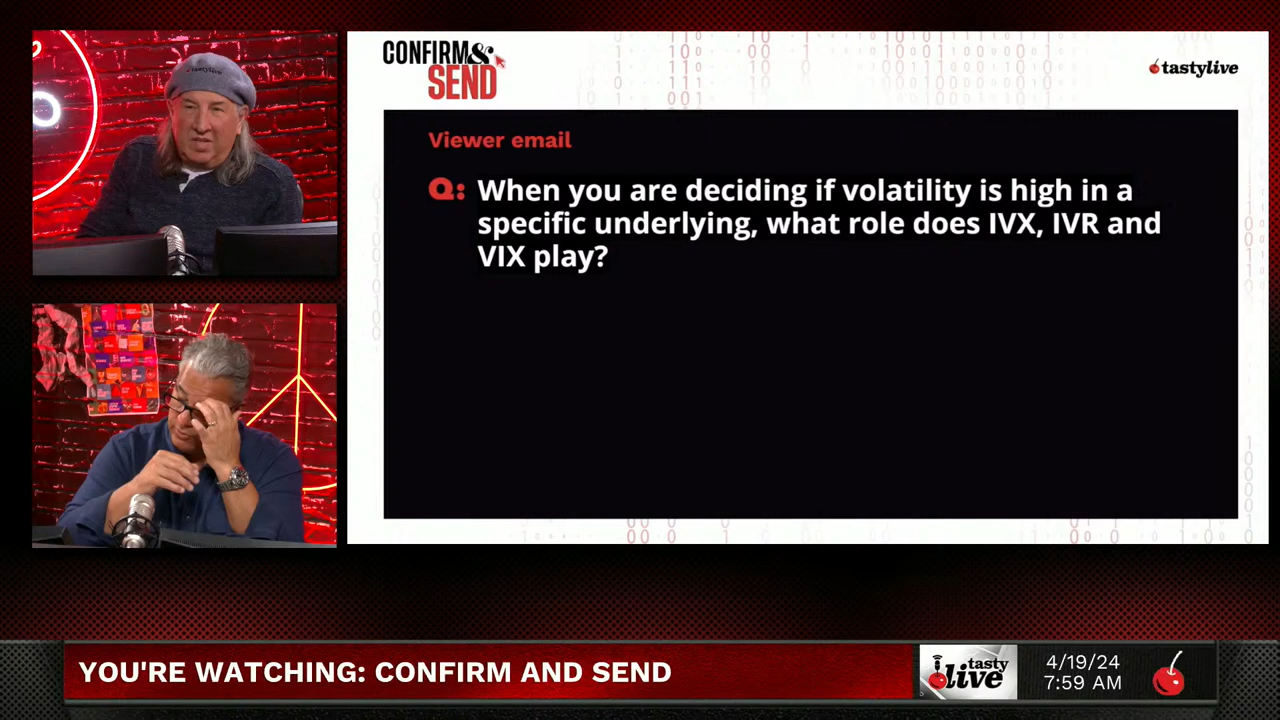 CONFIRM&
SEND
tastylive
Viewer email
Q: When you are deciding if volatility is high in a
specific underlying, what role does IVX, IVR and
VIX play?
YOU'RE WATCHING: CONFIRM AND SEND
tasty
live
4/19/24
7:59 AM